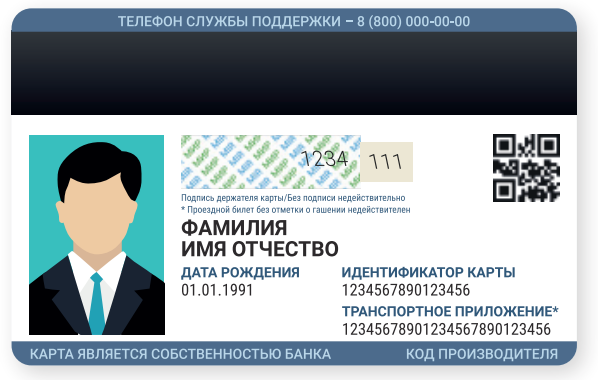 ТЕЛЕФОН СЛУЖБЫ ПОДДЕРЖКИ – 8 (800) 000-00-00
1234 111
Подпись держателя карты/Без подписи недействительно
* Проездной билет без отметки о гашении недействителен
ФАМИЛИЯ
ИМЯ ОТЧЕСТВО
ДАТА РОЖДЕНИЯ
01.01.1991
ИДЕНТИФИКАТОР КАРТЫ
1234567890123456
ТРАНСПОРТНОЕ ПРИЛОЖЕНИЕ*
12345678901234567890123456
КАРТА ЯВЛЯЕТСЯ СОБСТВЕННОСТЬЮ БАНКА
КОД ПРОИЗВОДИТЕЛЯ